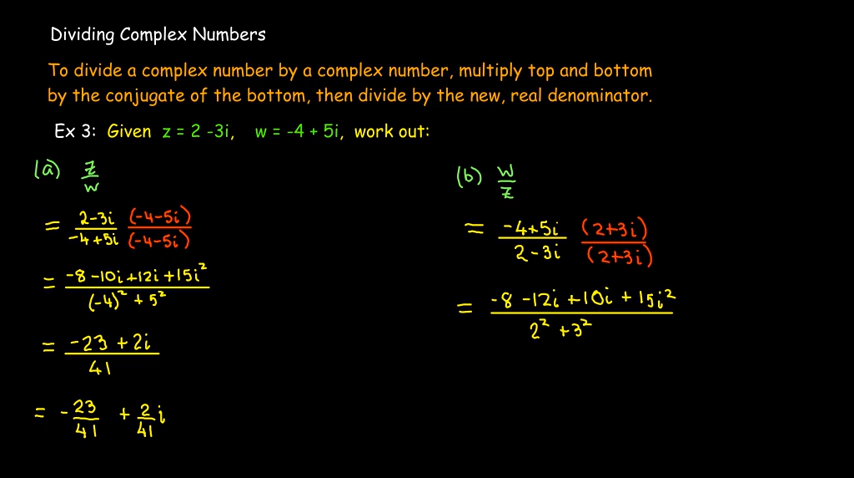 Dividing Complex Numbers
To divide a complex number by a complex number, multiply top and bottom
by the conjugate of the bottom, then divide by the new, real denominator.
Ex 3: Given z = 2 -3i, w = -4 + 5i, work out:
(a) z/w
= 2-3i/-4+5i (-4-5i)/(-4-5i)
= -8-10i+12i+15i²/(-4)²+5²
= -23+2i/41
= -23/41 + 2/41 i
(b) w/z
= -4+5i/2-3i (2+3i)/(2+3i)
= -8-12i+10i+15i²/2²+3²